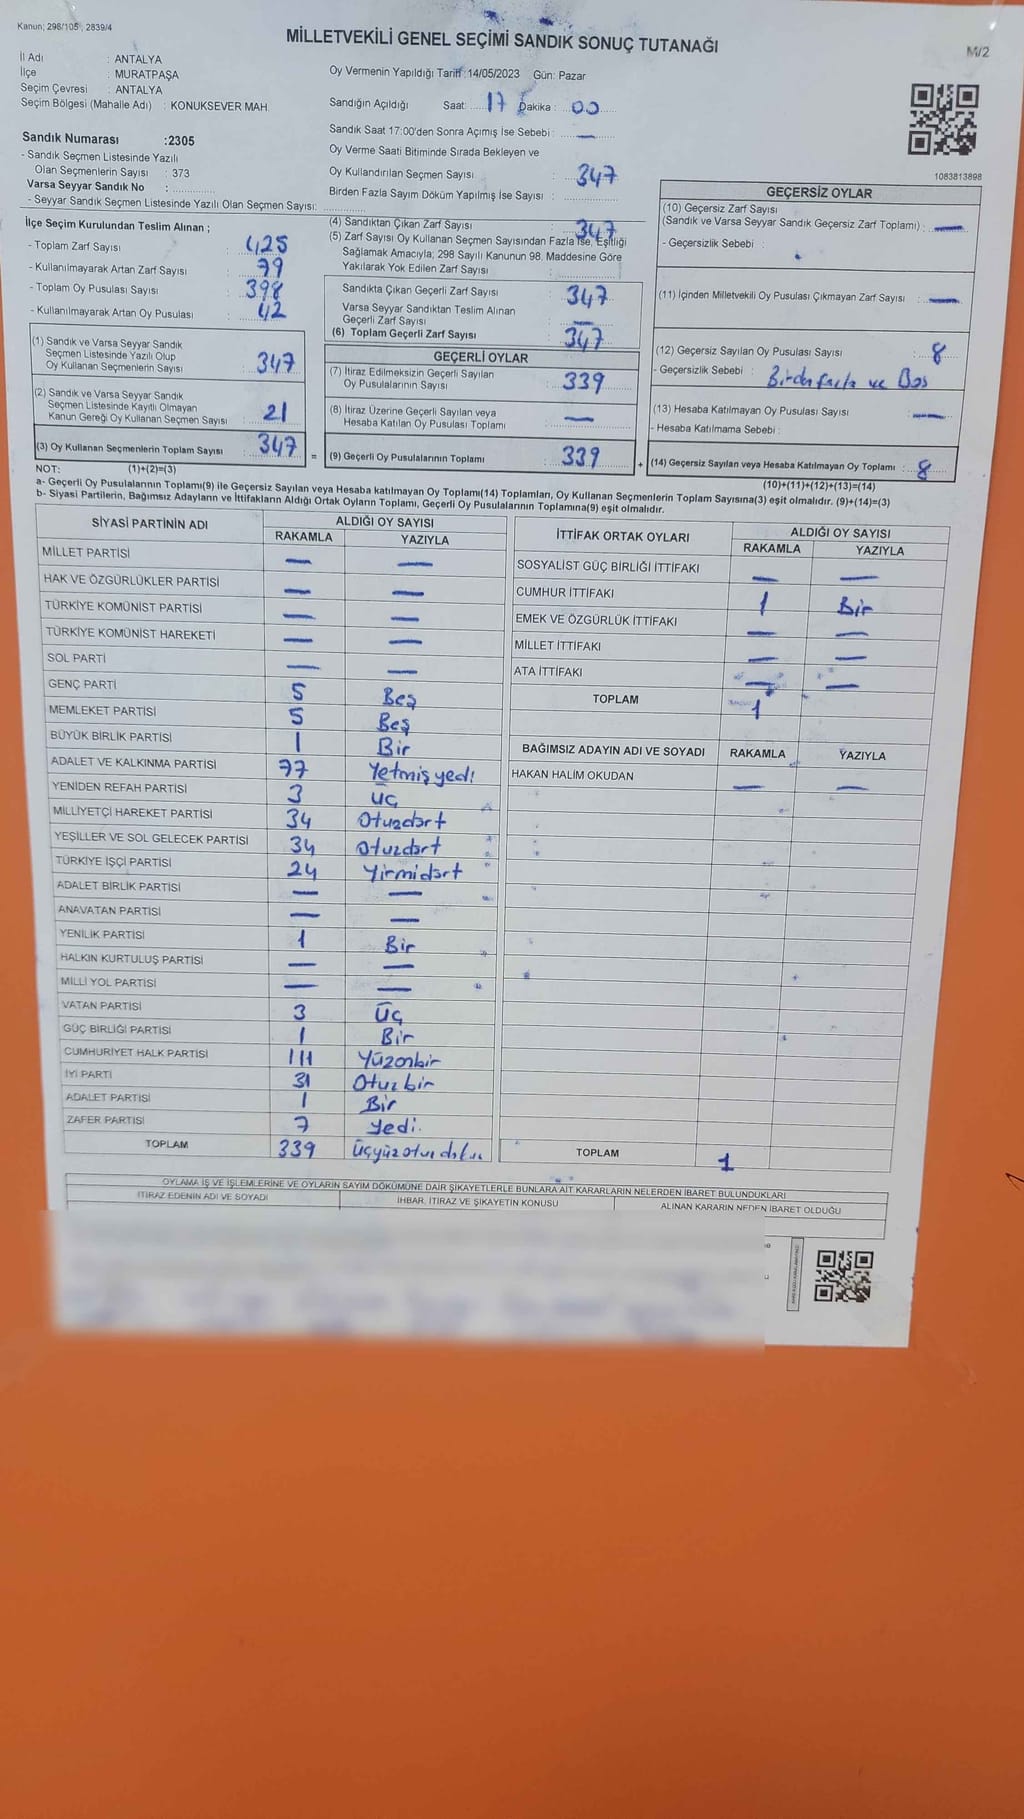 Kanun; 298/105 , 2839/4
MİLLETVEKİLİ GENEL SEÇİMİ SANDIK SONUÇ TUTANAĞI
M/2
İl Adı : ANTALYA
İlçe : MURATPAŞA
Seçim Çevresi : ANTALYA
Seçim Bölgesi (Mahalle Adı) : KONUKSEVER MAH.
Sandık Numarası :2305
- Sandık Seçmen Listesinde Yazılı
Olan Seçmenlerin Sayısı : 373
Varsa Seyyar Sandık No :
- Seyyar Sandık Seçmen Listesinde Yazılı Olan Seçmen Sayısı:
Oy Vermenin Yapıldığı Tarih :14/05/2023 Gün: Pazar
Sandığın Açıldığı Saat: 17 Dakika : 00
Sandık Saat 17:00'den Sonra Açımış İse Sebebi : —
Oy Verme Saati Bitiminde Sırada Bekleyen ve
Oy Kullandırılan Seçmen Sayısı : 347
Birden Fazla Sayım Döküm Yapılmış İse Sayısı :
1083813898
İlçe Seçim Kurulundan Teslim Alınan ;
- Toplam Zarf Sayısı : 425
- Kullanılmayarak Artan Zarf Sayısı : 79
- Toplam Oy Pusulası Sayısı : 398
- Kullanılmayarak Artan Oy Pusulası : 42
(1) Sandık ve Varsa Seyyar Sandık
Seçmen Listesinde Yazılı Olup
Oy Kullanan Seçmenlerin Sayısı : 347
(2) Sandık ve Varsa Seyyar Sandık
Seçmen Listesinde Kayıtlı Olmayan
Kanun Gereği Oy Kullanan Seçmen Sayısı : 21
(3) Oy Kullanan Seçmenlerin Toplam Sayısı : 347
(4) Sandıktan Çıkan Zarf Sayısı : 347
(5) Zarf Sayısı Oy Kullanan Seçmen Sayısından Fazla İse, Eşitliği
Sağlamak Amacıyla; 298 Sayılı Kanunun 98. Maddesine Göre
Yakılarak Yok Edilen Zarf Sayısı :
Sandıkta Çıkan Geçerli Zarf Sayısı : 347
Varsa Seyyar Sandıktan Teslim Alınan
Geçerli Zarf Sayısı : —
(6) Toplam Geçerli Zarf Sayısı : 347
GEÇERLİ OYLAR
(7) İtiraz Edilmeksizin Geçerli Sayılan
Oy Pusulalarının Sayısı : 339
(8) İtiraz Üzerine Geçerli Sayılan veya
Hesaba Katılan Oy Pusulası Toplamı : —
= (9) Geçerli Oy Pusulalarının Toplamı : 339
GEÇERSİZ OYLAR
(10) Geçersiz Zarf Sayısı
(Sandık ve Varsa Seyyar Sandık Geçersiz Zarf Toplamı) : —
- Geçersizlik Sebebi :
(11) İçinden Milletvekili Oy Pusulası Çıkmayan Zarf Sayısı : —
(12) Geçersiz Sayılan Oy Pusulası Sayısı : 8
- Geçersizlik Sebebi : Birden fazla ve Boş
(13) Hesaba Katılmayan Oy Pusulası Sayısı : —
- Hesaba Katılmama Sebebi :
+ (14) Geçersiz Sayılan veya Hesaba Katılmayan Oy Toplamı : 8
NOT: (1)+(2)=(3)
(10)+(11)+(12)+(13)=(14)
a- Geçerli Oy Pusulalarının Toplamı(9) ile Geçersiz Sayılan veya Hesaba katılmayan Oy Toplamı(14) Toplamları, Oy Kullanan Seçmenlerin Toplam Sayısına(3) eşit olmalıdır. (9)+(14)=(3)
b- Siyasi Partilerin, Bağımsız Adayların ve İttifakların Aldığı Ortak Oyların Toplamı, Geçerli Oy Pusulalarının Toplamına(9) eşit olmalıdır.
SİYASİ PARTİNİN ADI ALDIĞI OY SAYISI
RAKAMLA YAZIYLA
MİLLET PARTİSİ — —
HAK VE ÖZGÜRLÜKLER PARTİSİ — —
TÜRKİYE KOMÜNİST PARTİSİ — —
TÜRKİYE KOMÜNİST HAREKETİ — —
SOL PARTİ — —
GENÇ PARTİ 5 Beş
MEMLEKET PARTİSİ 5 Beş
BÜYÜK BİRLİK PARTİSİ 1 Bir
ADALET VE KALKINMA PARTİSİ 77 Yetmişyedi
YENİDEN REFAH PARTİSİ 3 Üç
MİLLİYETÇİ HAREKET PARTİSİ 34 Otuzdört
YEŞİLLER VE SOL GELECEK PARTİSİ 34 Otuzdört
TÜRKİYE İŞÇİ PARTİSİ 24 Yirmidört
ADALET BİRLİK PARTİSİ — —
ANAVATAN PARTİSİ — —
YENİLİK PARTİSİ 1 Bir
HALKIN KURTULUŞ PARTİSİ — —
MİLLİ YOL PARTİSİ — —
VATAN PARTİSİ 3 Üç
GÜÇ BİRLİĞİ PARTİSİ 1 Bir
CUMHURİYET HALK PARTİSİ 111 Yüzonbir
İYİ PARTİ 31 Otuzbir
ADALET PARTİSİ 1 Bir
ZAFER PARTİSİ 7 Yedi.
TOPLAM 339 Üçyüzotuzdokuz
İTTİFAK ORTAK OYLARI ALDIĞI OY SAYISI
RAKAMLA YAZIYLA
SOSYALİST GÜÇ BİRLİĞİ İTTİFAKI — —
CUMHUR İTTİFAKI 1 Bir
EMEK VE ÖZGÜRLÜK İTTİFAKI — —
MİLLET İTTİFAKI — —
ATA İTTİFAKI — —
TOPLAM 1
BAĞIMSIZ ADAYIN ADI VE SOYADI RAKAMLA YAZIYLA
HAKAN HALİM OKUDAN — —
TOPLAM 1
OYLAMA İŞ VE İŞLEMLERİNE VE OYLARIN SAYIM DÖKÜMÜNE DAİR ŞİKAYETLERLE BUNLARA AİT KARARLARIN NELERDEN İBARET BULUNDUKLARI
İTİRAZ EDENİN ADI VE SOYADI İHBAR, İTİRAZ VE ŞİKAYETİN KONUSU ALINAN KARARIN NEDEN İBARET OLDUĞU